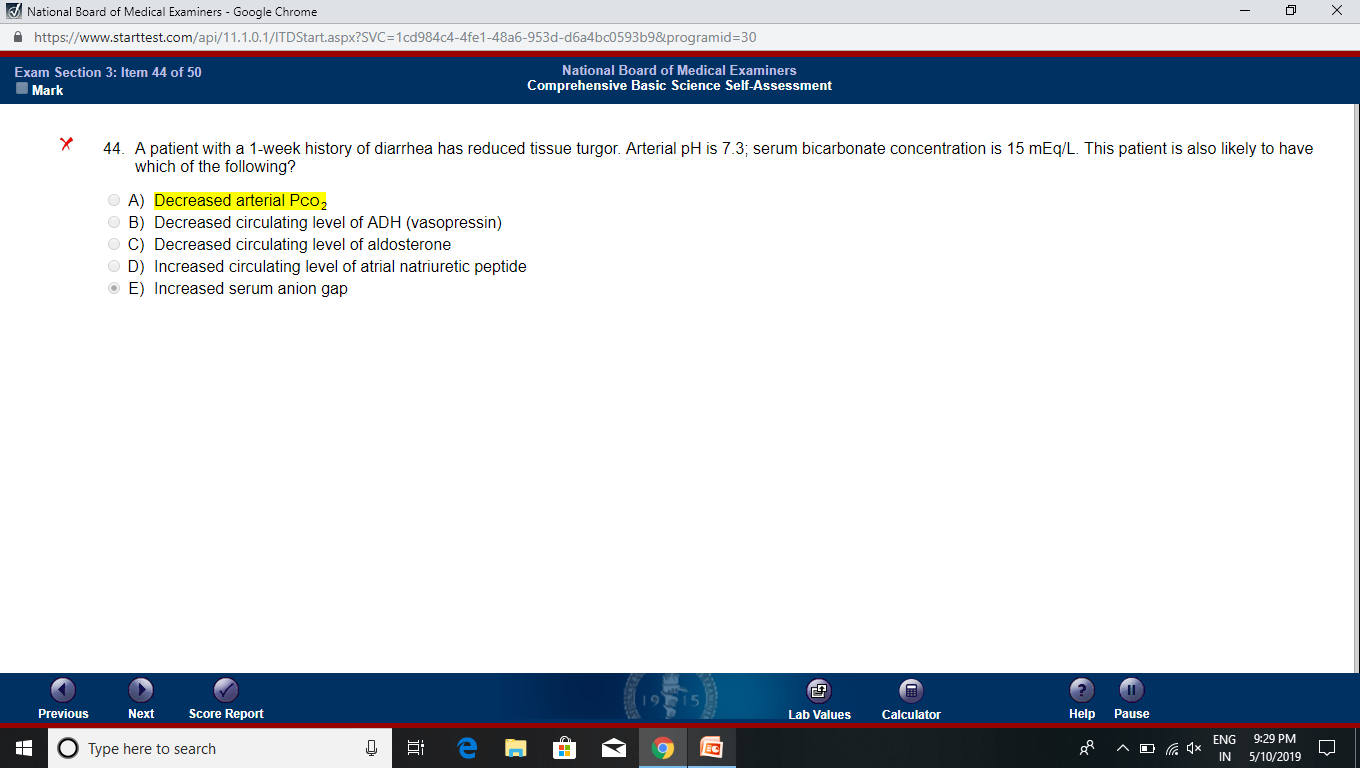 National Board of Medical Examiners - Google Chrome
https://www.starttest.com/api/11.1.0.1/ITDStart.aspx?SVC=1cd984c4-4fe1-48a6-953d-d6a4bc0593b9&programid=30
Exam Section 3: Item 44 of 50
National Board of Medical Examiners
Mark
Comprehensive Basic Science Self-Assessment
44. A patient with a 1-week history of diarrhea has reduced tissue turgor. Arterial pH is 7.3; serum bicarbonate concentration is 15 mEq/L. This patient is also likely to have
which of the following?
A) Decreased arterial PCO2
B) Decreased circulating level of ADH (vasopressin)
C) Decreased circulating level of aldosterone
D) Increased circulating level of atrial natriuretic peptide
E) Increased serum anion gap
19 15
Previous Next Score Report Lab Values Calculator Help Pause
Type here to search
ENG 9:29 PM
IN 5/10/2019